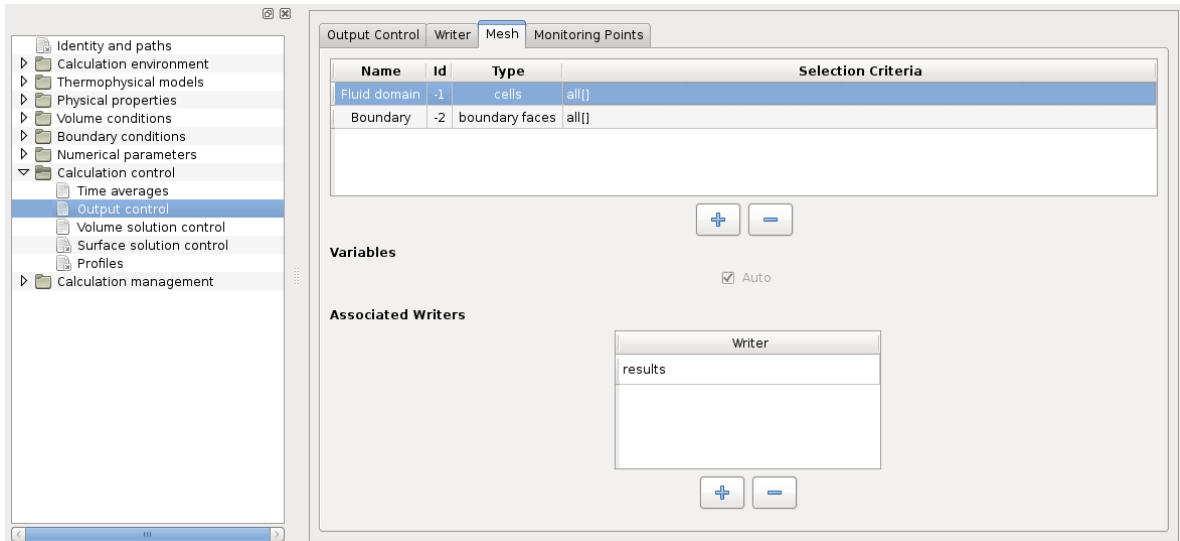 Identity and paths
Calculation environment
Thermophysical models
Physical properties
Volume conditions
Boundary conditions
Numerical parameters
Calculation control
Time averages
Output control
Volume solution control
Surface solution control
Profiles
Calculation management
Output Control Writer Mesh Monitoring Points
Name Id Type Selection Criteria
Fluid domain -1 cells all[]
Boundary -2 boundary faces all[]
Variables
Auto
Associated Writers
Writer
results